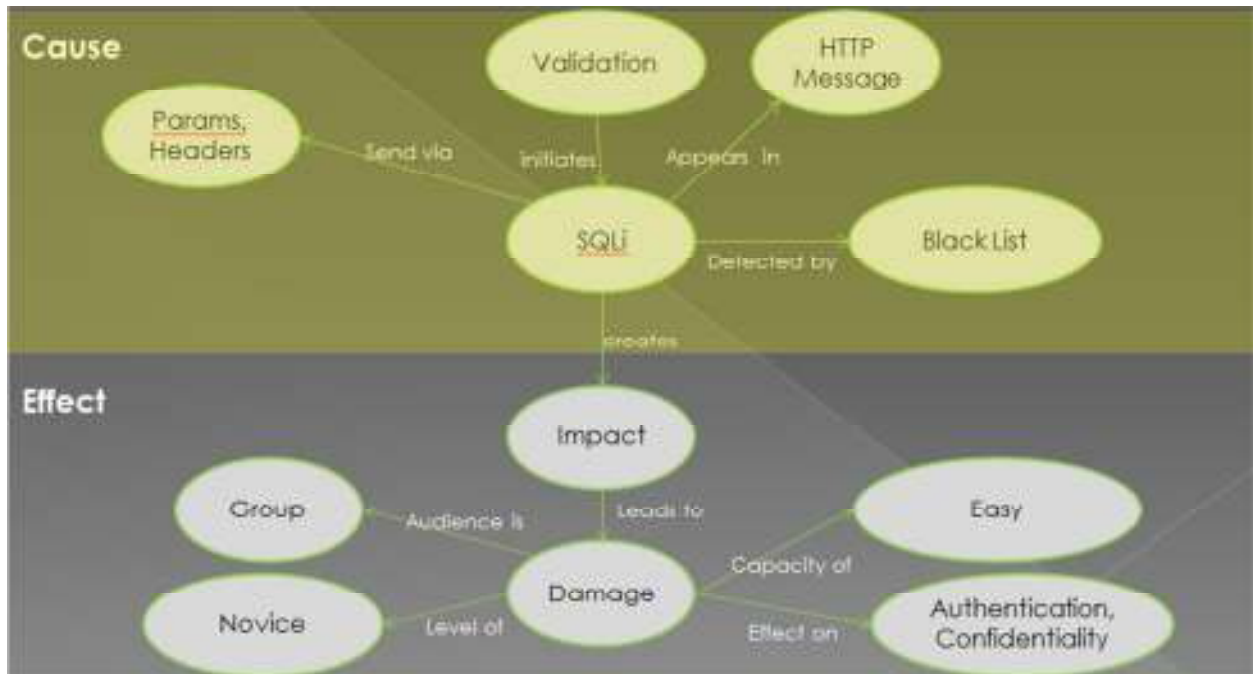 Cause
Validation
HTTP
Message
Params,
Headers
Send via
initiates
Appears in
SQLi
Black List
Detected by
creates
Effect
Impact
Group
Audience is
Leads to
Easy
Capacity of
Damage
Novice
Level of
Effect on
Authentication,
Confidentiality